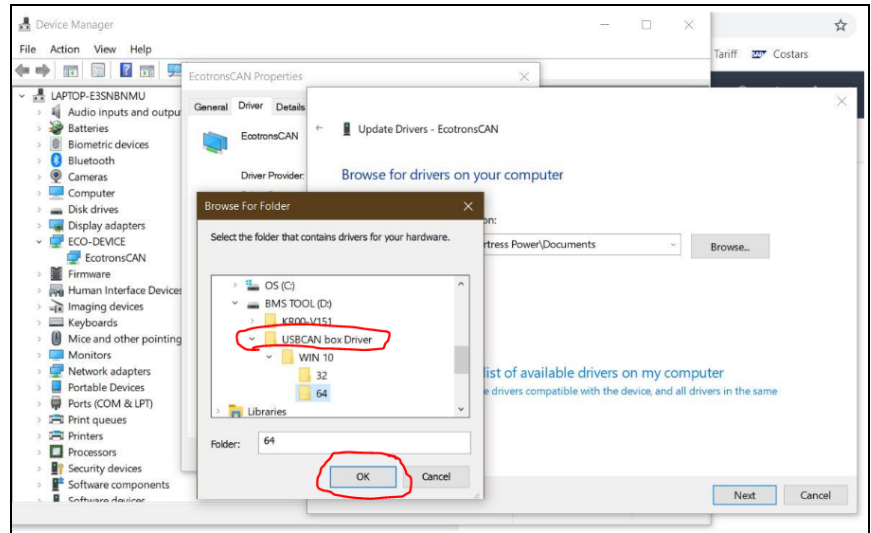 Device Manager
File Action View Help
Tariff SAP Costars
LAPTOP-E3SNBNMU
Audio inputs and outpu
Batteries
Biometric devices
Bluetooth
Cameras
Computer
Disk drives
Display adapters
ECO-DEVICE
EcotronsCAN
Firmware
Human Interface Devices
Imaging devices
Keyboards
Mice and other pointing
Monitors
Network adapters
Portable Devices
Ports (COM & LPT)
Print queues
Printers
Processors
Security devices
Software components
Software devices
EcotronsCAN Properties
General Driver Details
EcotronsCAN
Driver Provider:
Update Drivers - EcotronsCAN
Browse for drivers on your computer
on:
rtress Power\Documents
Browse...
list of available drivers on my computer
e drivers compatible with the device, and all drivers in the same
Next Cancel
Browse For Folder
Select the folder that contains drivers for your hardware.
OS (C:)
BMS TOOL (D:)
KR00-V151
USBCAN box Driver
WIN 10
32
64
Libraries
Folder: 64
OK Cancel